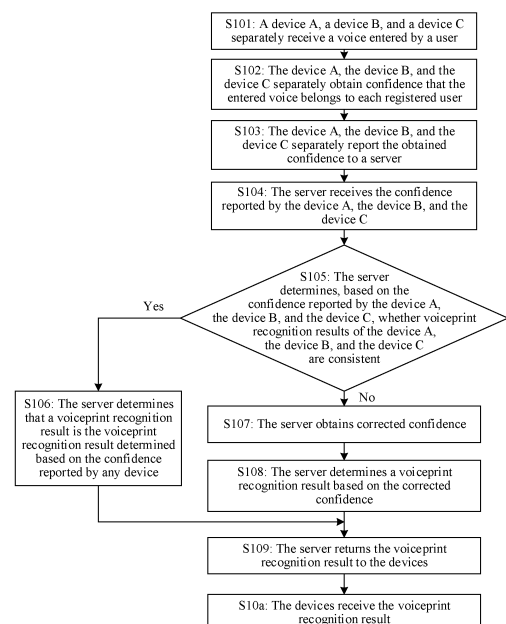 S101: A device A, a device B, and a device C
separately receive a voice entered by a user
S102: The device A, the device B, and the
device C separately obtain confidence that the
entered voice belongs to each registered user
S103: The device A, the device B, and the
device C separately report the obtained
confidence to a server
S104: The server receives the confidence
reported by the device A, the device B, and the
device C
S105: The server
determines, based on the
confidence reported by the device A,
the device B, and the device C, whether voiceprint
recognition results of the device A,
the device B, and the device C
are consistent
Yes
No
S106: The server determines
that a voiceprint recognition
result is the voiceprint
recognition result determined
based on the confidence
reported by any device
S107: The server obtains corrected confidence
S108: The server determines a voiceprint
recognition result based on the corrected
confidence
S109: The server returns the voiceprint
recognition result to the devices
S10a: The devices receive the voiceprint
recognition result